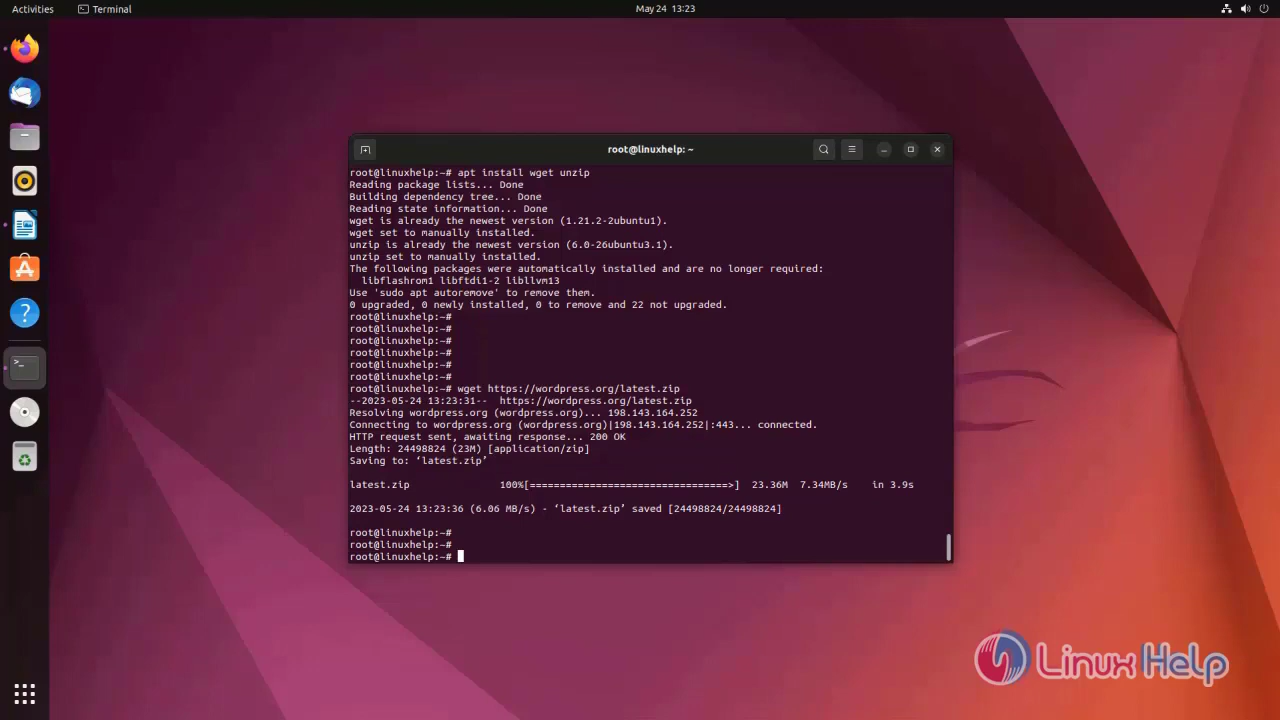 Activities
Terminal
May 24 13:23
root@linuxhelp: ~
root@linuxhelp:~# apt install wget unzip
Reading package lists... Done
Building dependency tree... Done
Reading state information... Done
wget is already the newest version (1.21.2-2ubuntu1).
wget set to manually installed.
unzip is already the newest version (6.0-26ubuntu3.1).
unzip set to manually installed.
The following packages were automatically installed and are no longer required:
  libflashrom1 libftdi1-2 libllvm13
Use 'sudo apt autoremove' to remove them.
0 upgraded, 0 newly installed, 0 to remove and 22 not upgraded.
root@linuxhelp:~#
root@linuxhelp:~#
root@linuxhelp:~#
root@linuxhelp:~#
root@linuxhelp:~#
root@linuxhelp:~#
root@linuxhelp:~# wget https://wordpress.org/latest.zip
--2023-05-24 13:23:31--  https://wordpress.org/latest.zip
Resolving wordpress.org (wordpress.org)... 198.143.164.252
Connecting to wordpress.org (wordpress.org)|198.143.164.252|:443... connected.
HTTP request sent, awaiting response... 200 OK
Length: 24498824 (23M) [application/zip]
Saving to: ‘latest.zip’
latest.zip               100%[==================================>]  23.36M  7.34MB/s    in 3.9s
2023-05-24 13:23:36 (6.06 MB/s) - ‘latest.zip’ saved [24498824/24498824]
root@linuxhelp:~#
root@linuxhelp:~#
root@linuxhelp:~#
Linux Help